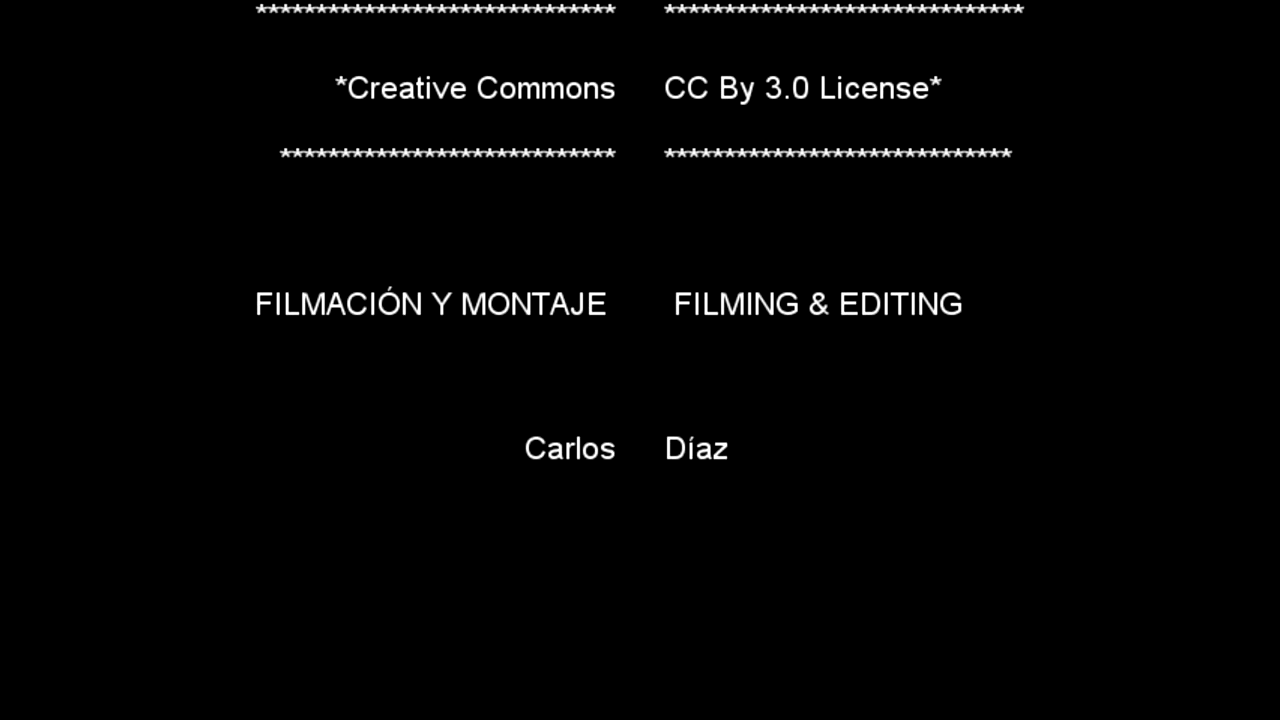 ****************************** ******************************
*Creative Commons CC By 3.0 License*
**************************** *****************************
FILMACIÓN Y MONTAJE FILMING & EDITING
Carlos Díaz